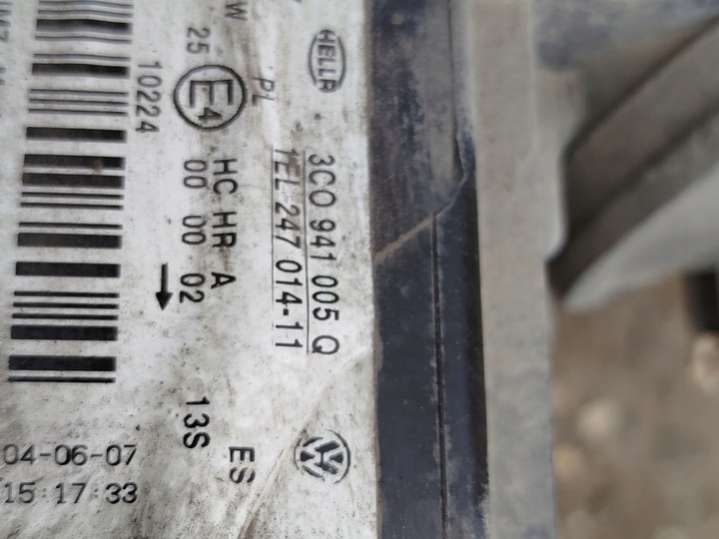 HELLA
3C0 941 005 Q
1EL 247 014-11
PL
E4
25
HC HR A
00 00 02
10224
ES
13S
04-06-07
15:17:33